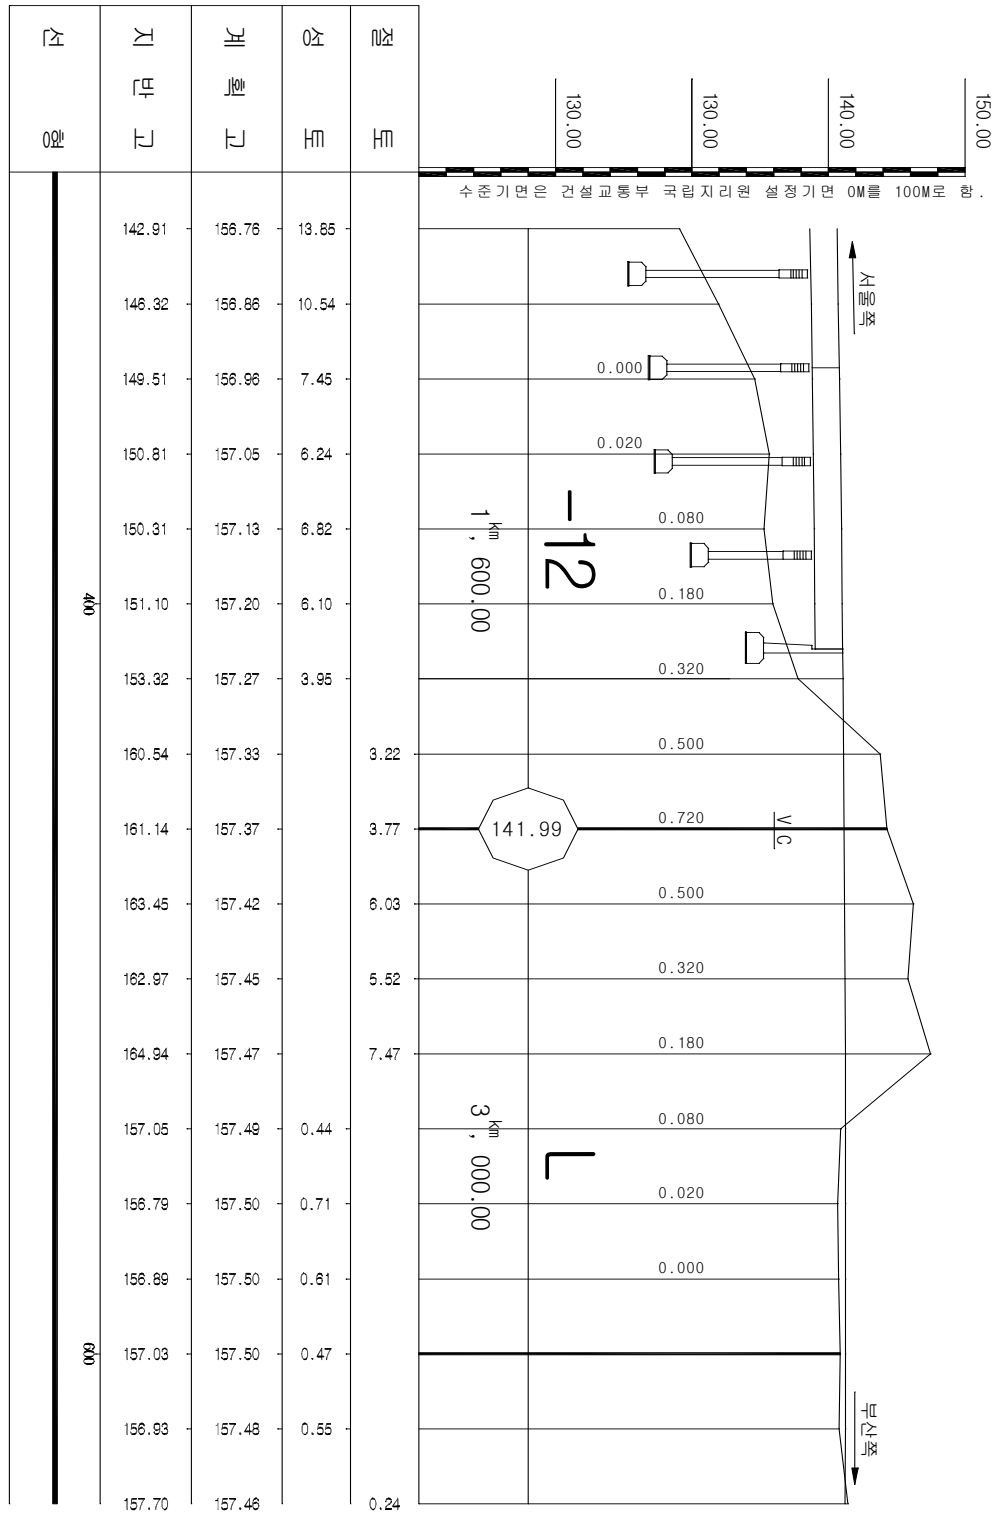 선 형
지 반 고
계 획 고
성 토
절 토
130.00
130.00
140.00
150.00
수준기면은 건설교통부 국립지리원 설정기면 0M를 100M로 함.
서울쪽
142.91 156.76 13.85
146.32 156.86 10.54
149.51 156.96 7.45 0.000
150.81 157.05 6.24 0.020
150.31 157.13 6.82 0.080
400 151.10 157.20 6.10 0.180
-12
1km, 600.00
153.32 157.27 3.95 0.320
160.54 157.33 3.22 0.500
161.14 157.37 3.77 141.99 0.720 V C
163.45 157.42 6.03 0.500
162.97 157.45 5.52 0.320
164.94 157.47 7.47 0.180
157.05 157.49 0.44 0.080
L
3km, 000.00
156.79 157.50 0.71 0.020
156.89 157.50 0.61 0.000
600 157.03 157.50 0.47
156.93 157.48 0.55
부산쪽
157.70 157.46 0.24